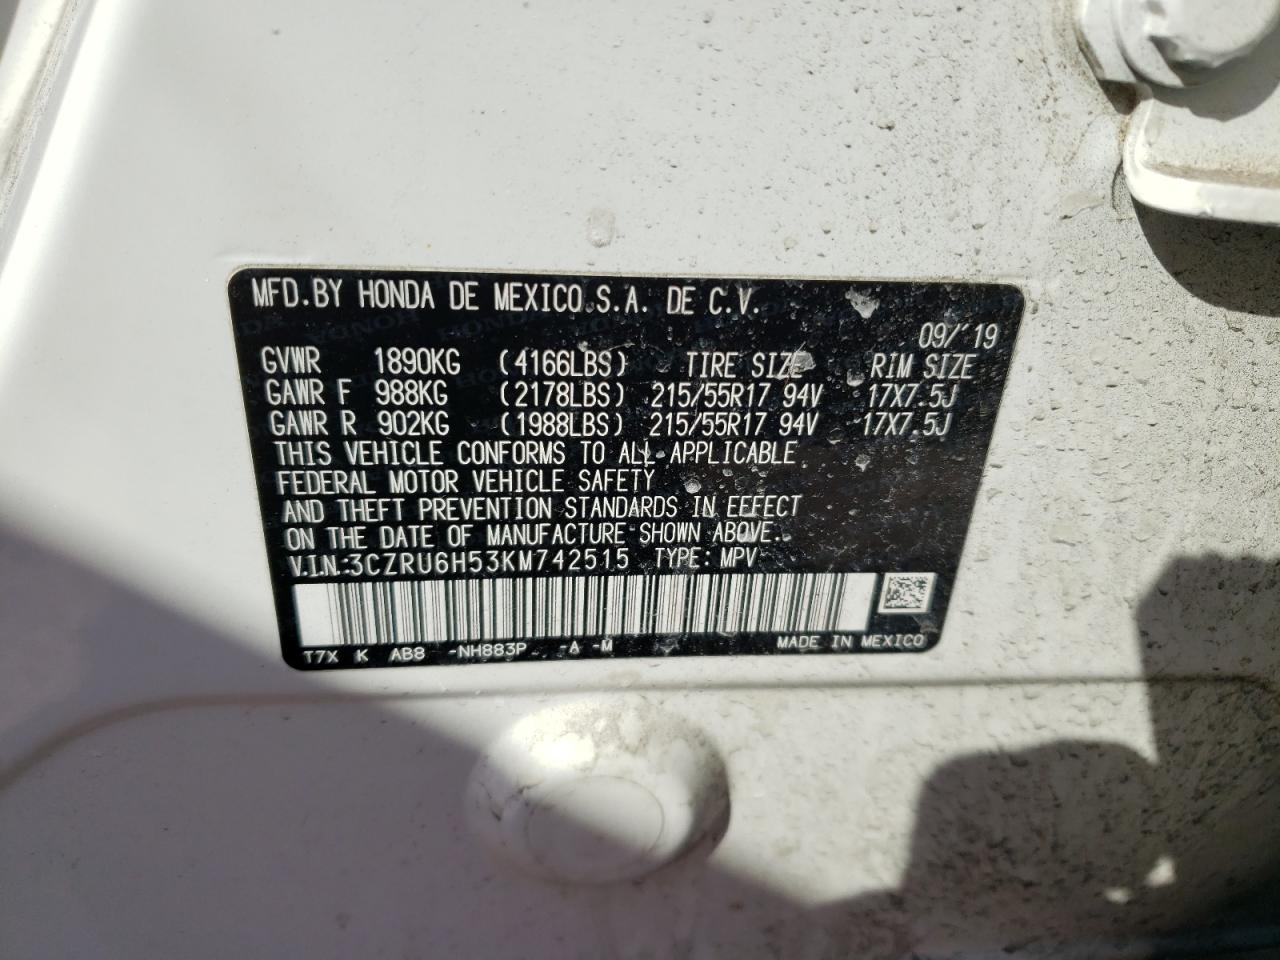 MFD.BY HONDA DE MEXICO S.A. DE C.V.
09/'19
GVWR 1890KG (4166LBS) TIRE SIZE RIM SIZE
GAWR F 988KG (2178LBS) 215/55R17 94V 17X7.5J
GAWR R 902KG (1988LBS) 215/55R17 94V 17X7.5J
THIS VEHICLE CONFORMS TO ALL APPLICABLE
FEDERAL MOTOR VEHICLE SAFETY
AND THEFT PREVENTION STANDARDS IN EFFECT
ON THE DATE OF MANUFACTURE SHOWN ABOVE.
V.I.N.:3CZRU6H53KM742515 TYPE: MPV
T7X K AB8 -NH883P -A -M MADE IN MEXICO